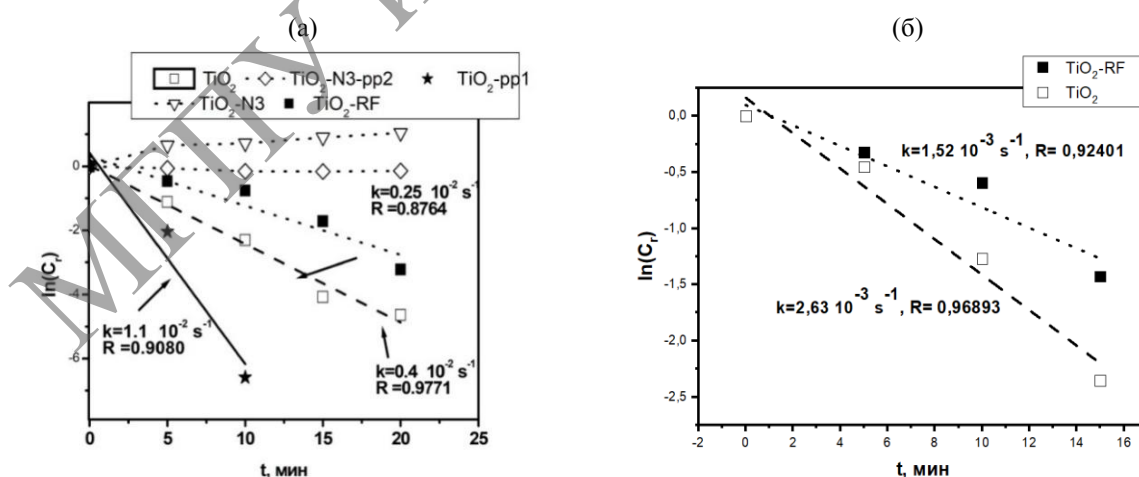 (а)
TiO2 TiO2-N3-pp2 TiO2-pp1
TiO2-N3 TiO2-RF
ln(Cr)
0
-2
-4
-6
k=0.25 10-2 s-1
R =0.8764
k=1.1 10-2 s-1
R =0.9080
k=0.4 10-2 s-1
R =0.9771
0 5 10 15 20 25
t, мин
(б)
TiO2-RF
TiO2
ln(Cr)
0,0
-0,5
-1,0
-1,5
-2,0
-2,5
k=1,52 10-3 s-1, R= 0,92401
k=2,63 10-3 s-1, R= 0,96893
-2 0 2 4 6 8 10 12 14 16
t, мин